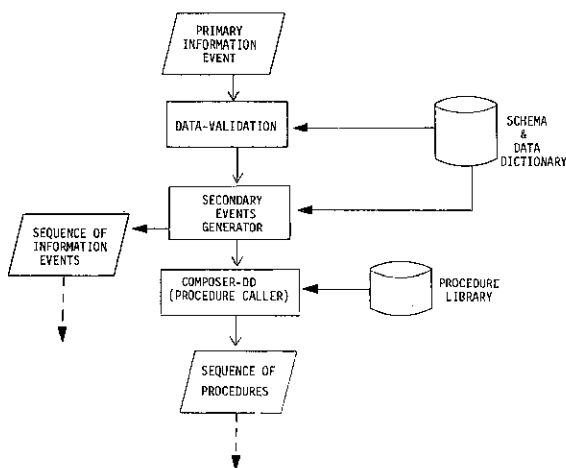 PRIMARY
INFORMATION
EVENT
DATA-VALIDATION
SCHEMA
&
DATA
DICTIONARY
SECONDARY
EVENTS
GENERATOR
SEQUENCE OF
INFORMATION
EVENTS
COMPOSER-DD
(PROCEDURE CALLER)
PROCEDURE
LIBRARY
SEQUENCE OF
PROCEDURES